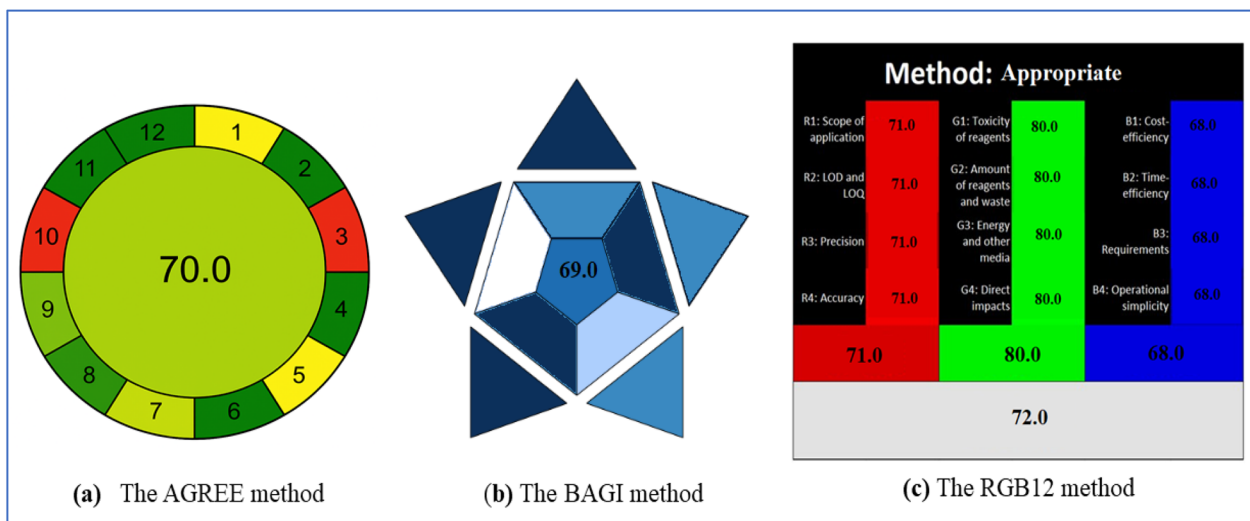 12
1
11
2
10
3
70.0
9
4
8
5
7
6
(a) The AGREE method
69.0
(b) The BAGI method
Method: Appropriate
R1: Scope of
application
71.0
G1: Toxicity
of reagents
80.0
B1: Cost-
efficiency
68.0
R2: LOD and
LOQ
71.0
G2: Amount
of reagents
and waste
80.0
B2: Time-
efficiency
68.0
R3: Precision
71.0
G3: Energy
and other
media
80.0
B3:
Requirements
68.0
R4: Accuracy
71.0
G4: Direct
impacts
80.0
B4: Operational
simplicity
68.0
71.0
80.0
68.0
72.0
(c) The RGB12 method